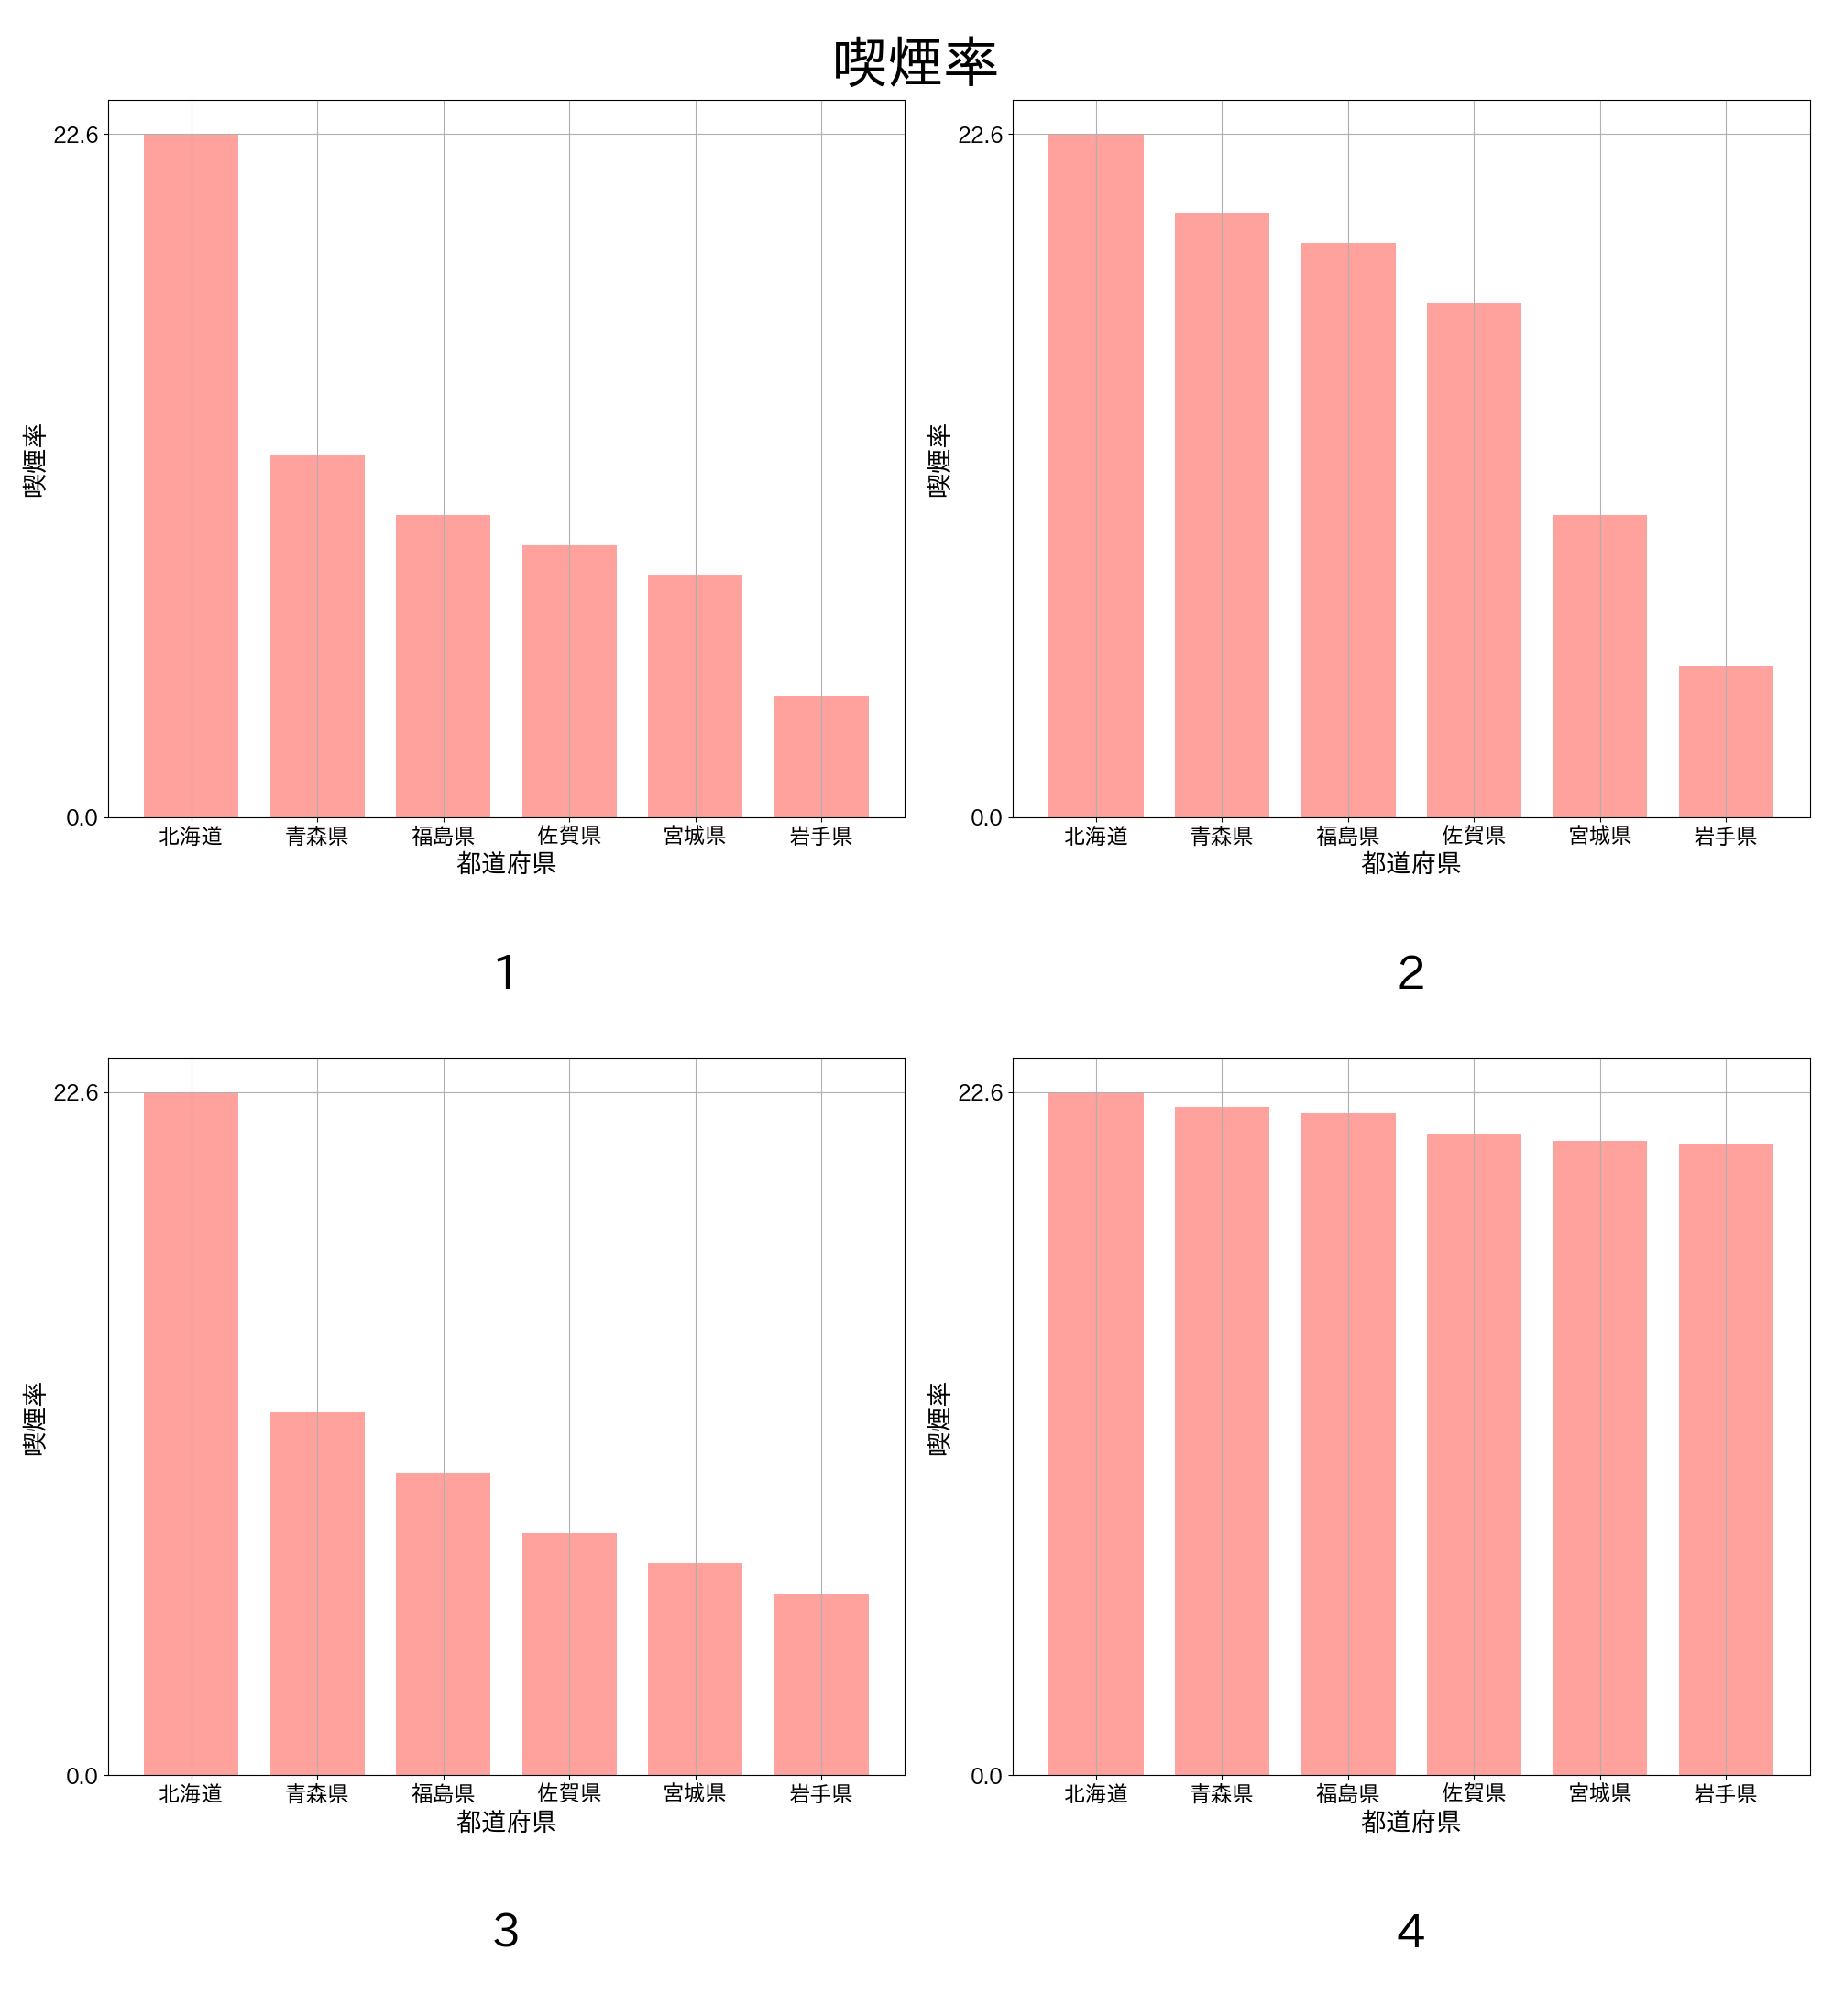 喫煙率
22.6
喫煙率
0.0
北海道 青森県 福島県 佐賀県 宮城県 岩手県
都道府県
1
22.6
喫煙率
0.0
北海道 青森県 福島県 佐賀県 宮城県 岩手県
都道府県
2
22.6
喫煙率
0.0
北海道 青森県 福島県 佐賀県 宮城県 岩手県
都道府県
3
22.6
喫煙率
0.0
北海道 青森県 福島県 佐賀県 宮城県 岩手県
都道府県
4